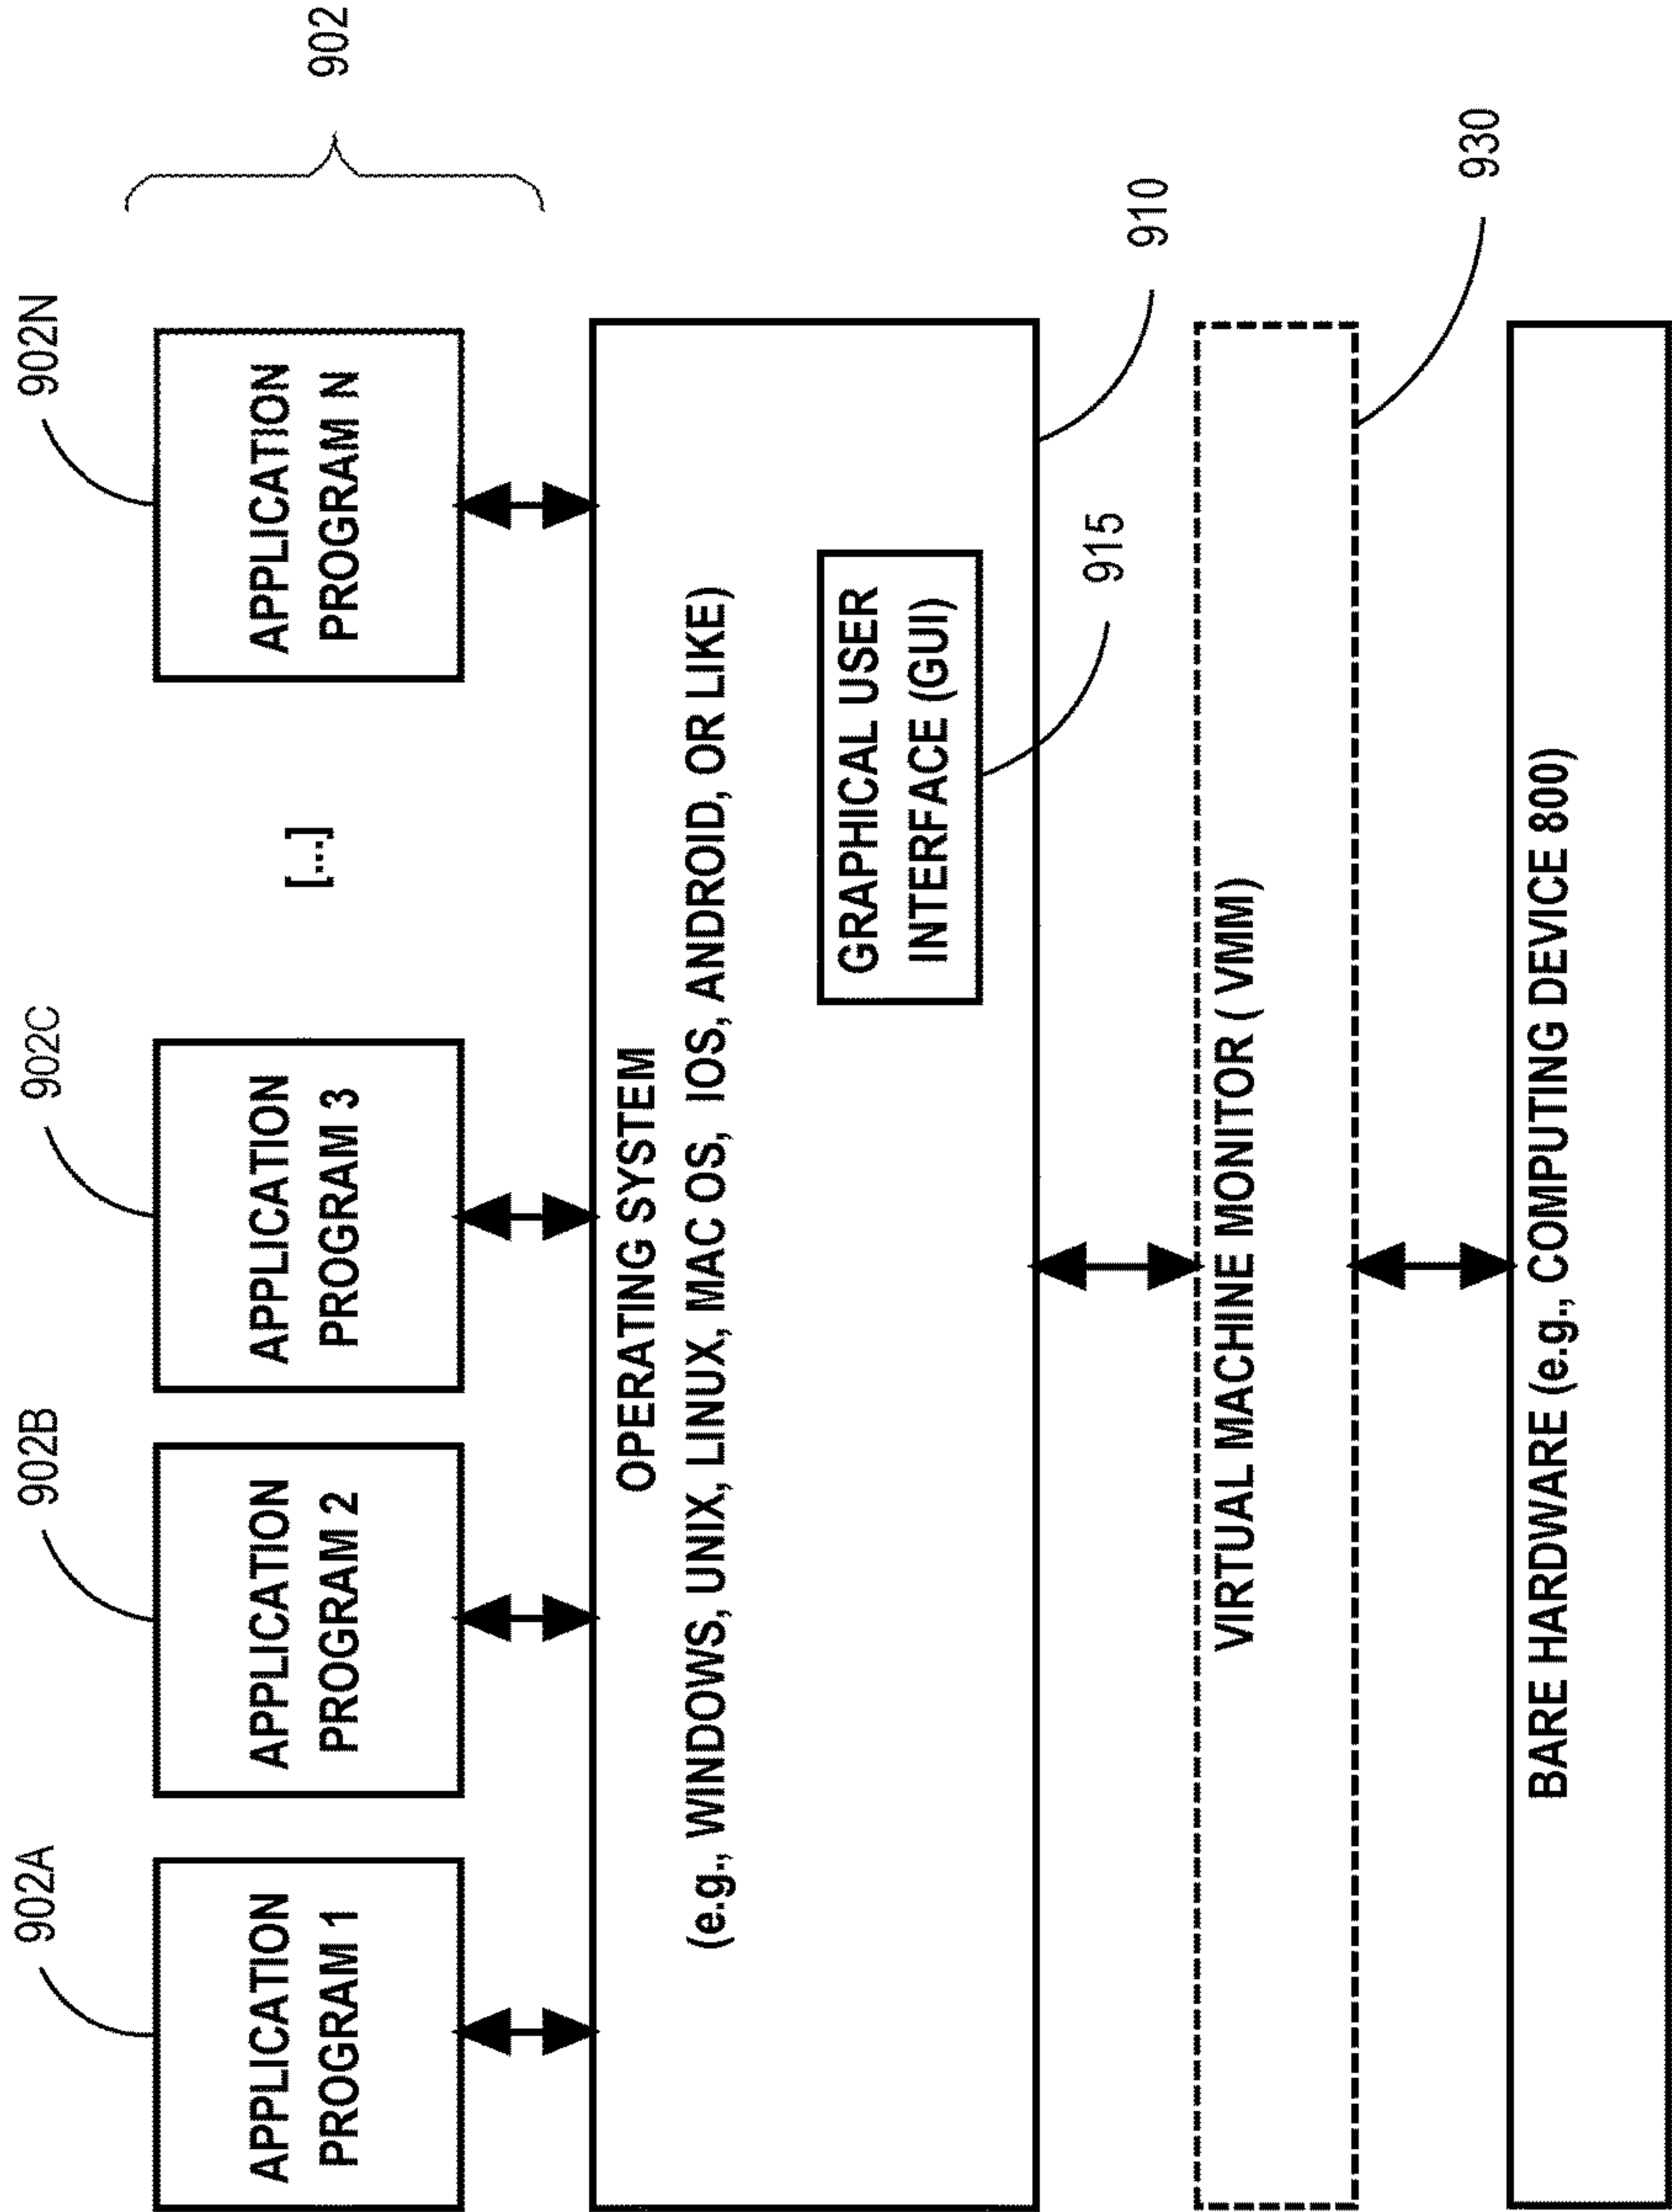 902A
902B
902C
902N
APPLICATION
PROGRAM 1
APPLICATION
PROGRAM 2
APPLICATION
PROGRAM 3
[...]
APPLICATION
PROGRAM N
902
OPERATING SYSTEM
(e.g., WINDOWS, UNIX, LINUX, MAC OS, IOS, ANDROID, OR LIKE)
GRAPHICAL USER
INTERFACE (GUI)
915
910
VIRTUAL MACHINE MONITOR ( VMM)
930
BARE HARDWARE (e.g., COMPUTING DEVICE 800)